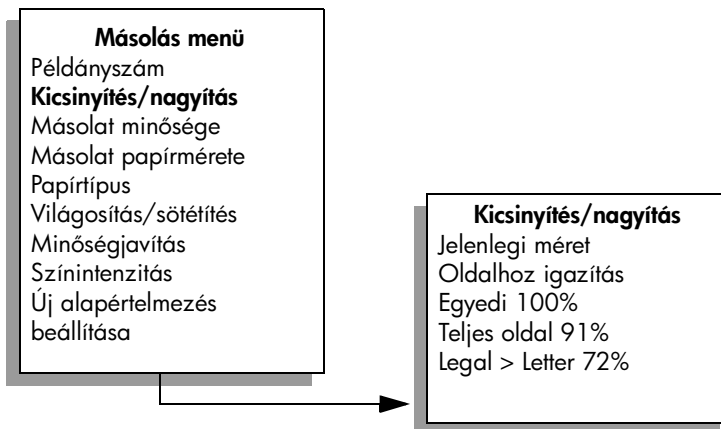 Másolás menü
Példányszám
Kicsinyítés/nagyítás
Másolat minősége
Másolat papírmérete
Papírtípus
Világosítás/sötétítés
Minőségjavítás
Színintenzitás
Új alapértelmezés
beállítása
Kicsinyítés/nagyítás
Jelenlegi méret
Oldalhoz igazítás
Egyedi 100%
Teljes oldal 91%
Legal > Letter 72%